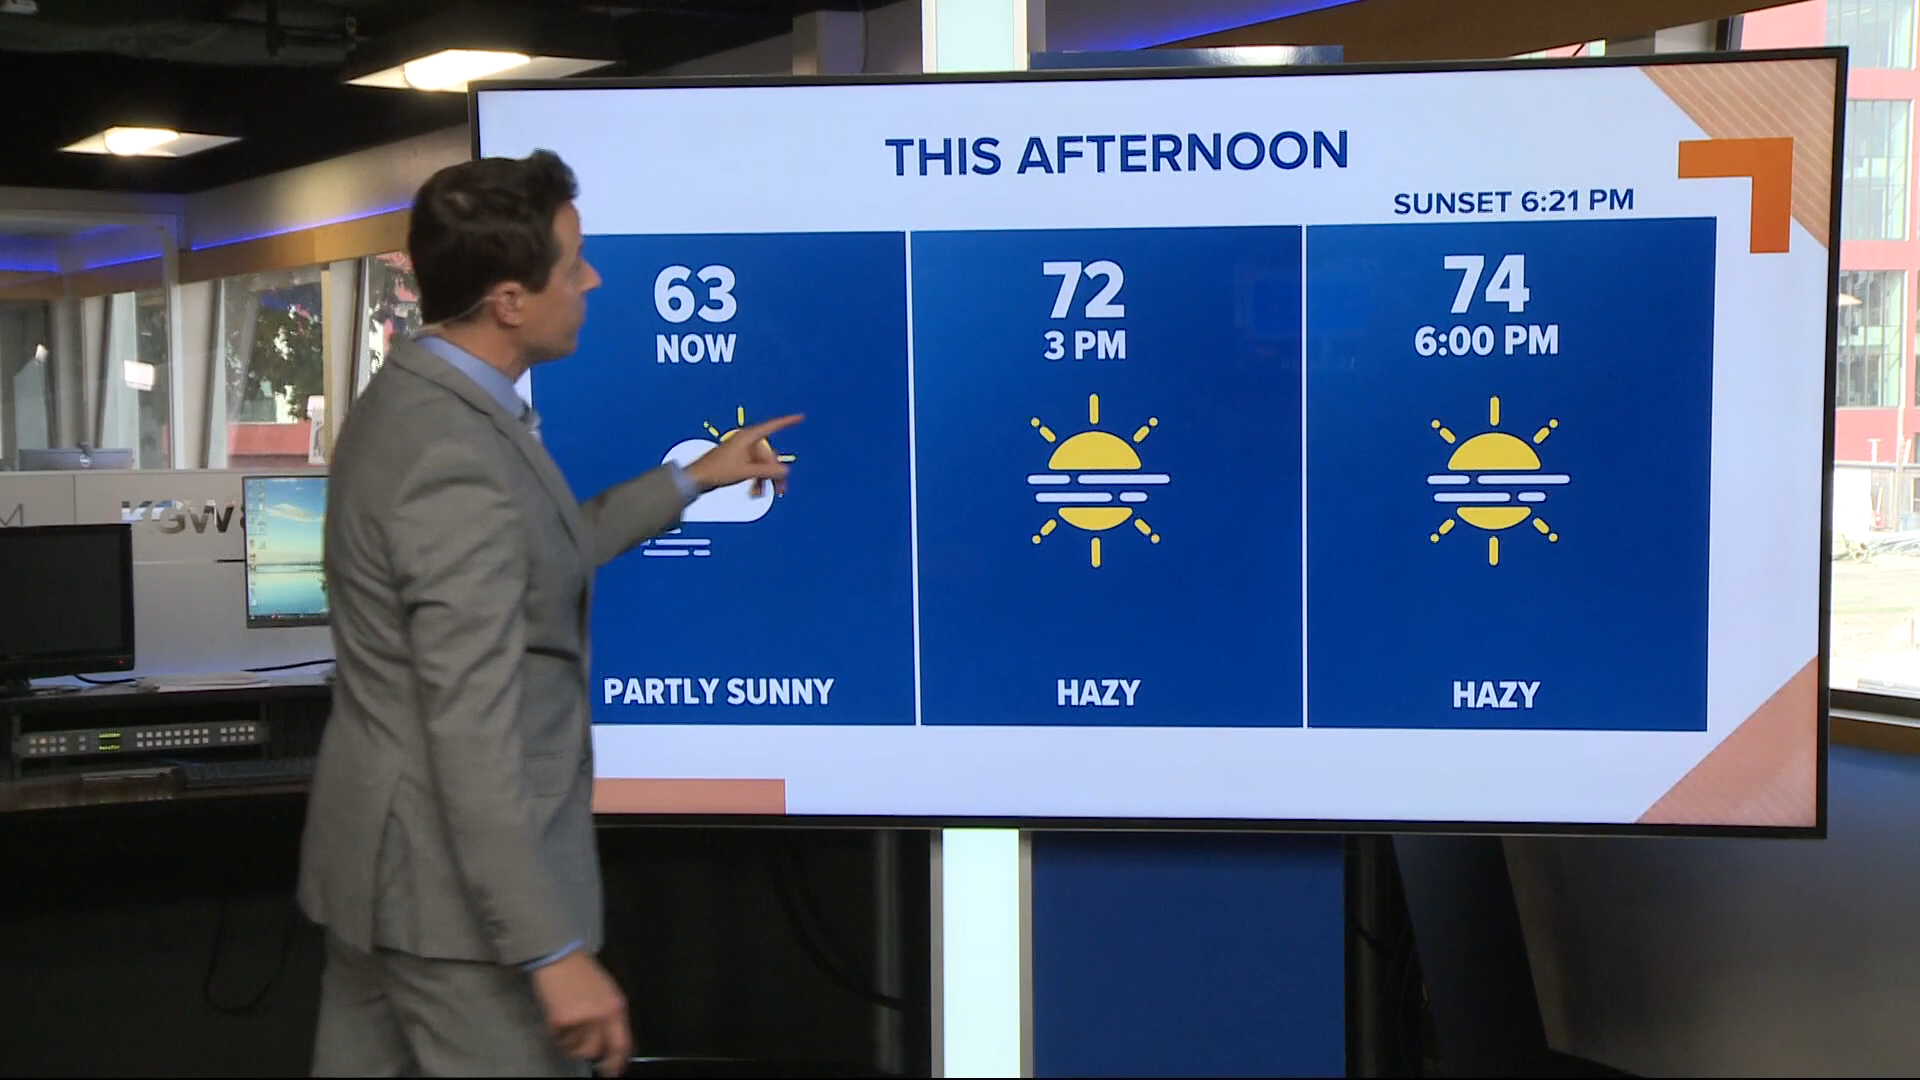 THIS AFTERNOON
SUNSET 6:21 PM
63
NOW
PARTLY SUNNY
72
3 PM
HAZY
74
6:00 PM
HAZY
KGW